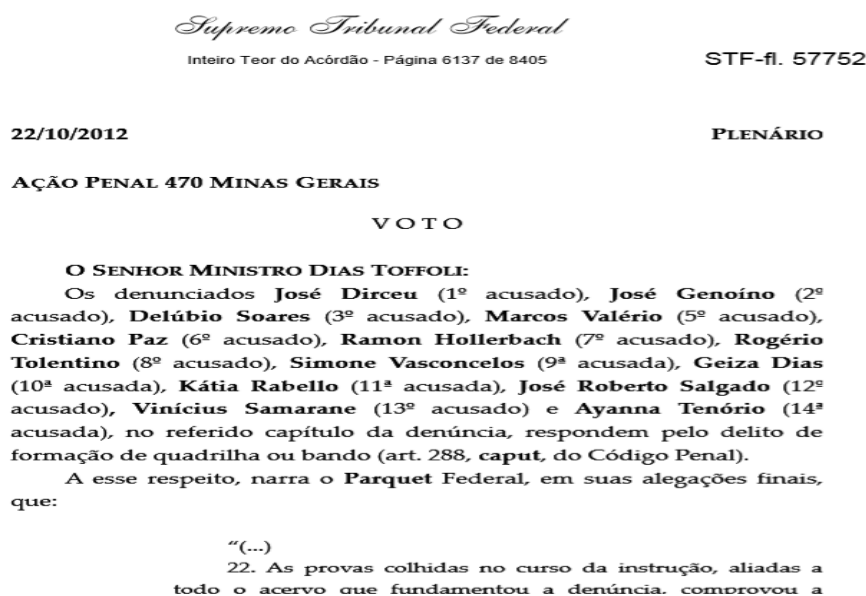 Supremo Tribunal Federal
Inteiro Teor do Acórdão - Página 6137 de 8405
STF-fl. 57752
22/10/2012 PLENÁRIO
AÇÃO PENAL 470 MINAS GERAIS
V O T O
O SENHOR MINISTRO DIAS TOFFOLI:
Os denunciados José Dirceu (1º acusado), José Genoíno (2º
acusado), Delúbio Soares (3º acusado), Marcos Valério (5º acusado),
Cristiano Paz (6º acusado), Ramon Hollerbach (7º acusado), Rogério
Tolentino (8º acusado), Simone Vasconcelos (9ª acusada), Geiza Dias
(10ª acusada), Kátia Rabello (11ª acusada), José Roberto Salgado (12º
acusado), Vinícius Samarane (13º acusado) e Ayanna Tenório (14ª
acusada), no referido capítulo da denúncia, respondem pelo delito de
formação de quadrilha ou bando (art. 288, caput, do Código Penal).
A esse respeito, narra o Parquet Federal, em suas alegações finais,
que:
“(...)
22. As provas colhidas no curso da instrução, aliadas a
todo o acervo que fundamentou a denúncia, comprovou a